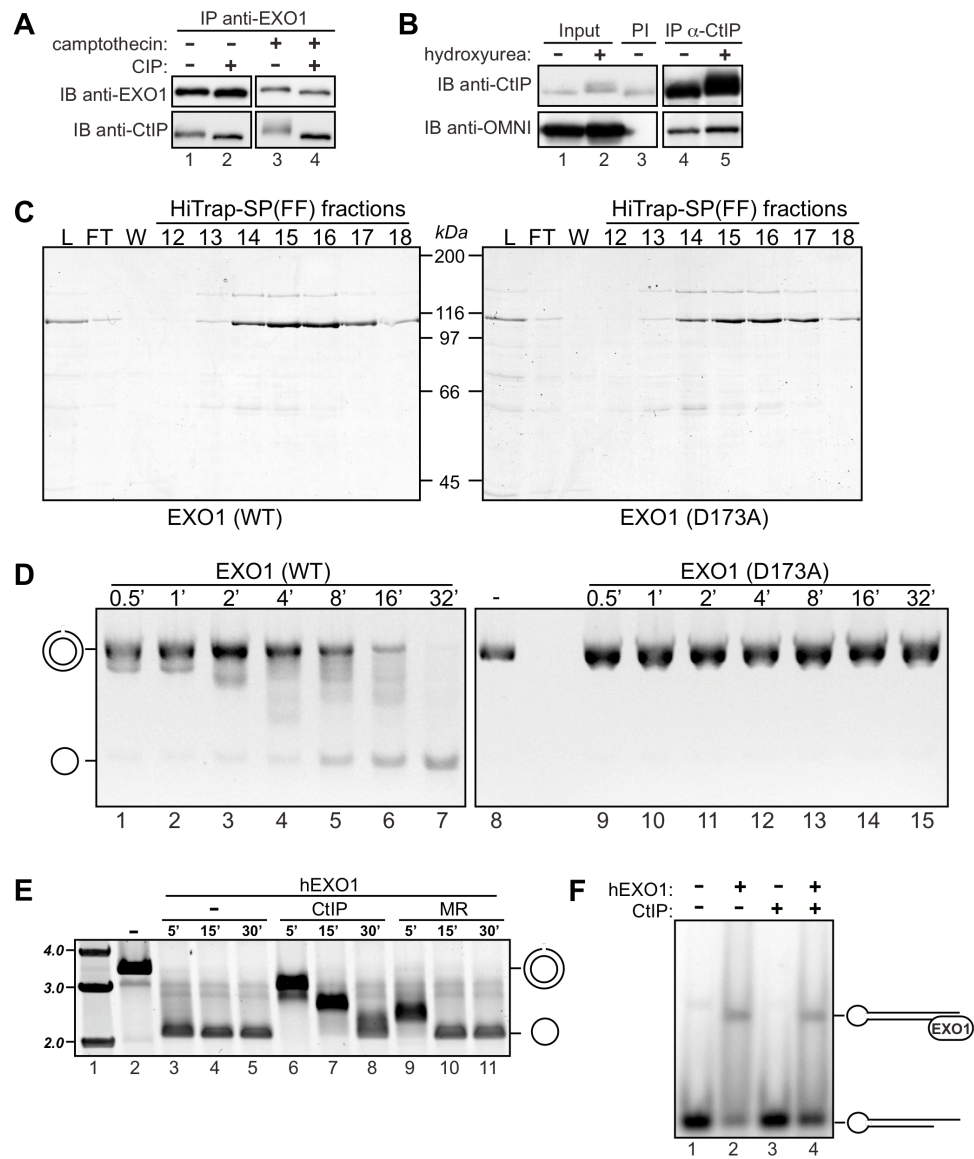 A
IP anti-EXO1
camptothecin: - - + +
CIP: - + - +
IB anti-EXO1
IB anti-CtIP
1 2 3 4
B
Input PI IP α-CtIP
hydroxyurea: - + - - +
IB anti-CtIP
IB anti-OMNI
1 2 3 4 5
C
HiTrap-SP(FF) fractions
L FT W 12 13 14 15 16 17 18
kDa
HiTrap-SP(FF) fractions
L FT W 12 13 14 15 16 17 18
200
116
97
66
45
EXO1 (WT)
EXO1 (D173A)
D
EXO1 (WT)
0.5’ 1’ 2’ 4’ 8’ 16’ 32’
-
EXO1 (D173A)
0.5’ 1’ 2’ 4’ 8’ 16’ 32’
1 2 3 4 5 6 7
8 9 10 11 12 13 14 15
E
hEXO1
- CtIP MR
- 5’ 15’ 30’ 5’ 15’ 30’ 5’ 15’ 30’
4.0
3.0
2.0
1 2 3 4 5 6 7 8 9 10 11
F
hEXO1: - + - +
CtIP: - - + +
EXO1
1 2 3 4